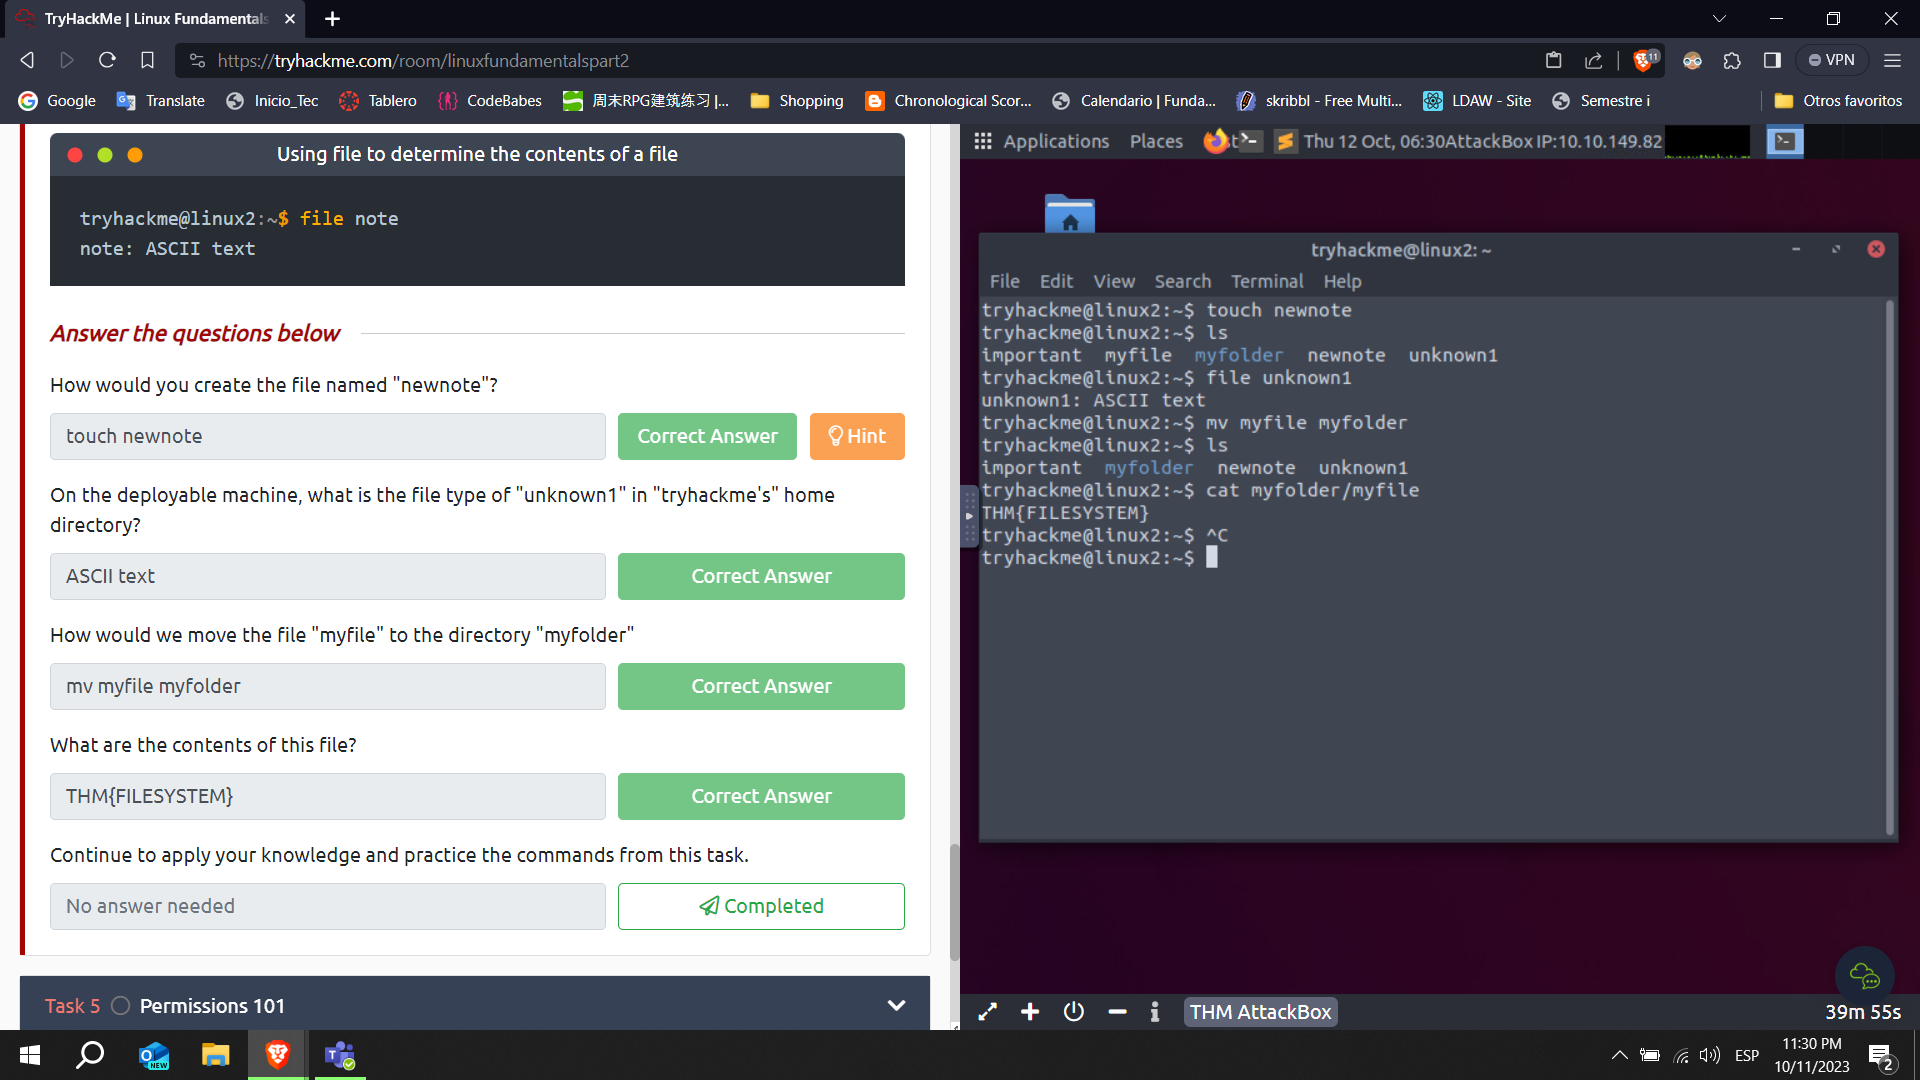 TryHackMe | Linux Fundamentals
https://tryhackme.com/room/linuxfundamentalspart2
11
VPN
Google
Translate
Inicio_Tec
Tablero
CodeBabes
周末RPG建筑练习 |...
Shopping
Chronological Scor...
Calendario | Funda...
skribbl - Free Multi...
LDAW - Site
Semestre i
Otros favoritos
Using file to determine the contents of a file
tryhackme@linux2:~$ file note
note: ASCII text
Answer the questions below
How would you create the file named "newnote"?
touch newnote
Correct Answer
Hint
On the deployable machine, what is the file type of "unknown1" in "tryhackme's" home
directory?
ASCII text
Correct Answer
How would we move the file "myfile" to the directory "myfolder"
mv myfile myfolder
Correct Answer
What are the contents of this file?
THM{FILESYSTEM}
Correct Answer
Continue to apply your knowledge and practice the commands from this task.
No answer needed
Completed
Task 5
Permissions 101
Applications
Places
Thu 12 Oct, 06:30
AttackBox IP:10.10.149.82
tryhackme@linux2: ~
File Edit View Search Terminal Help
tryhackme@linux2:~$ touch newnote
tryhackme@linux2:~$ ls
important  myfile  myfolder  newnote  unknown1
tryhackme@linux2:~$ file unknown1
unknown1: ASCII text
tryhackme@linux2:~$ mv myfile myfolder
tryhackme@linux2:~$ ls
important  myfolder  newnote  unknown1
tryhackme@linux2:~$ cat myfolder/myfile
THM{FILESYSTEM}
tryhackme@linux2:~$ ^C
tryhackme@linux2:~$
THM AttackBox
39m 55s
NEW
ESP
11:30 PM
10/11/2023
2